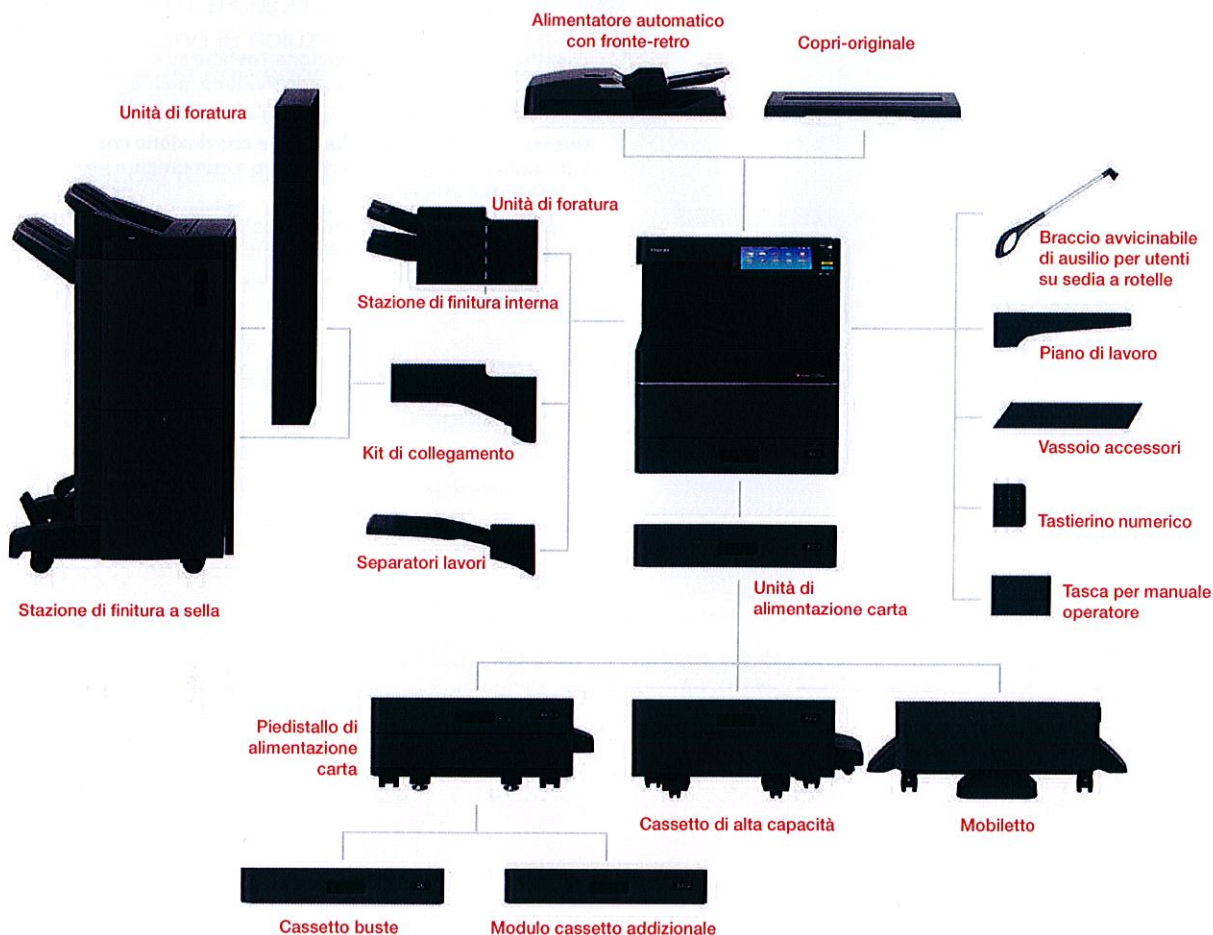 Alimentatore automatico
con fronte-retro
Copri-originale
Unità di foratura
Unità di foratura
Stazione di finitura interna
Braccio avvicinabile
di ausilio per utenti
su sedia a rotelle
Piano di lavoro
Kit di collegamento
Vassoio accessori
Tastierino numerico
Separatori lavori
Unità di
alimentazione carta
Tasca per manuale
operatore
Stazione di finitura a sella
Piedistallo di
alimentazione
carta
Cassetto di alta capacità
Mobiletto
Cassetto buste
Modulo cassetto addizionale